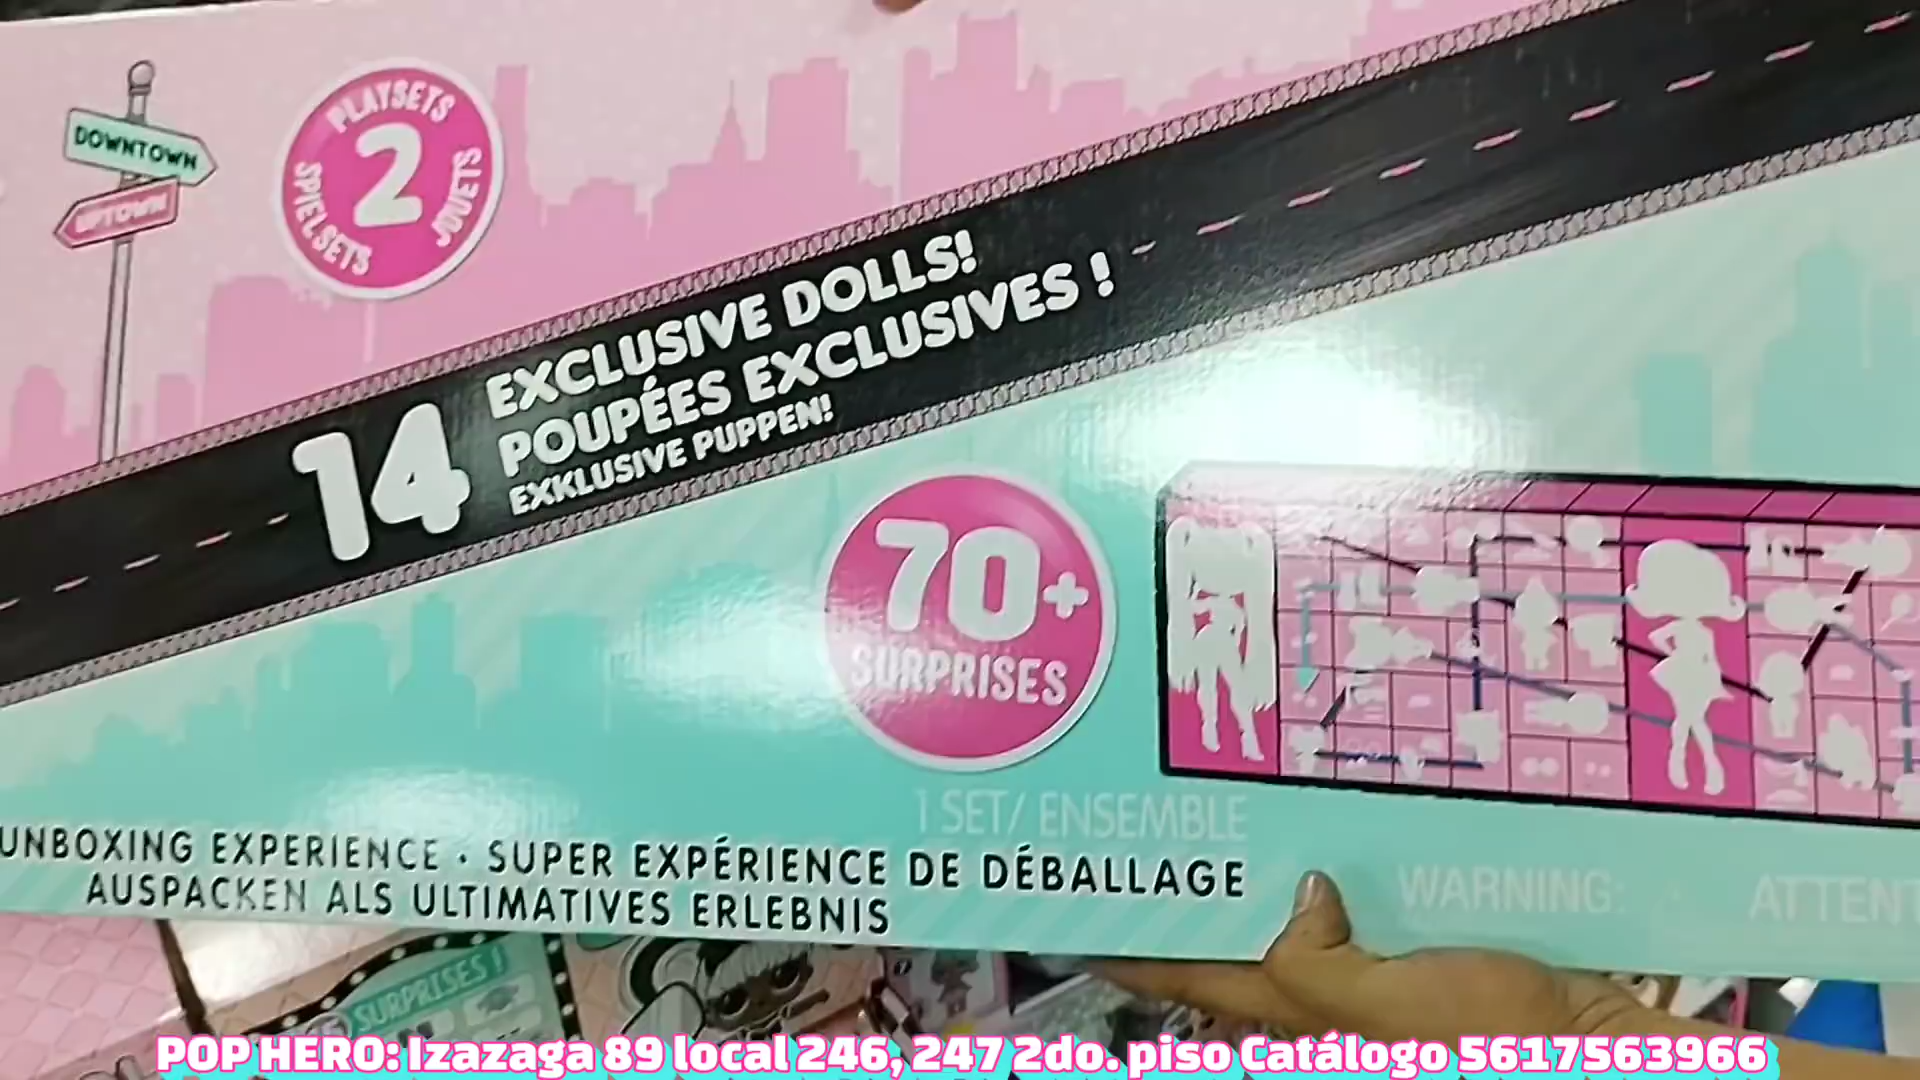 DOWNTOWN
UPTOWN
PLAYSETS
2
SPIELSETS
JOUETS
14
EXCLUSIVE DOLLS!
POUPÉES EXCLUSIVES !
EXKLUSIVE PUPPEN!
70+
SURPRISES
1 SET/ ENSEMBLE
UNBOXING EXPERIENCE · SUPER EXPÉRIENCE DE DÉBALLAGE
AUSPACKEN ALS ULTIMATIVES ERLEBNIS
WARNING:
ATTENT
SURPRISES !
POP HERO: Izazaga 89 local 246, 247 2do. piso Catálogo 5617563966